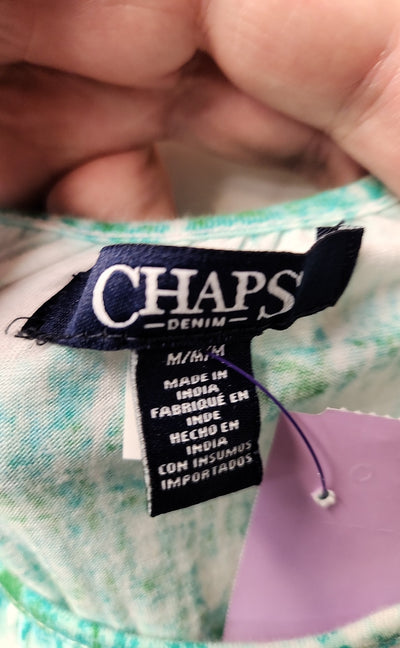 CHAPS
—DENIM—
M/M/M
MADE IN
INDIA
FABRIQUÉ EN
INDE
HECHO EN
INDIA
CON INSUMOS
IMPORTADOS